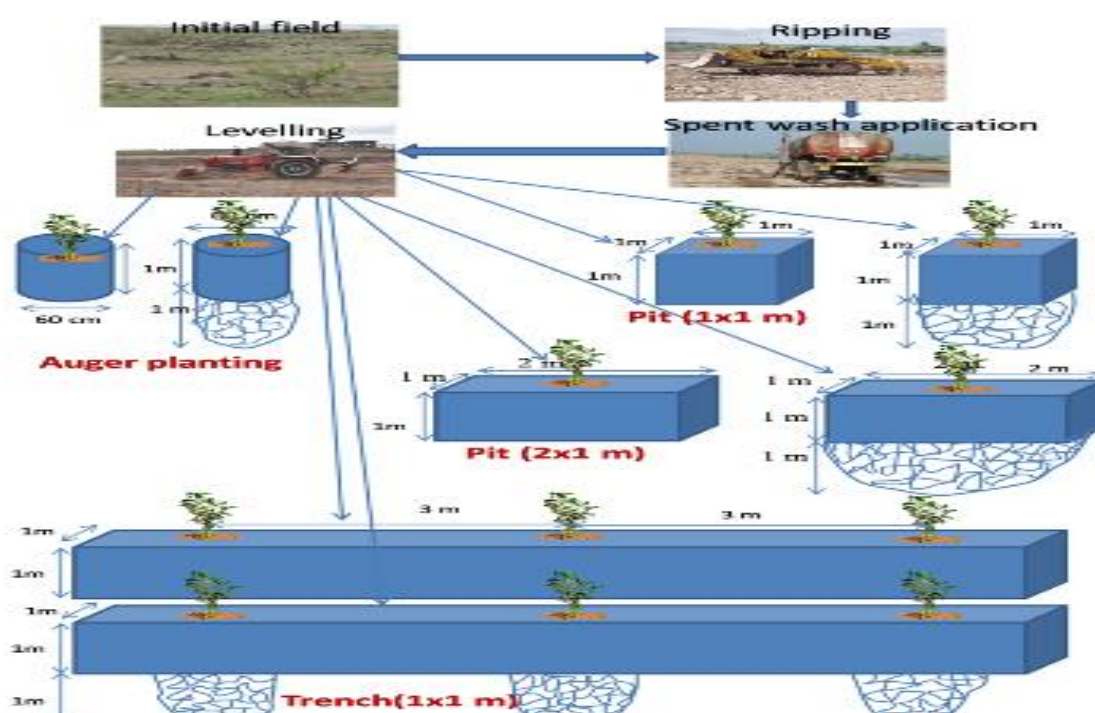 Initial field
Ripping
Levelling
Spent wash application
1m
1m
60 cm
Auger planting
1m
1m
1m
Pit (1x1 m)
1m
1m
1m
1m
1 m
1m
Pit (2x1 m)
1 m
2 m
1 m
1 m
3 m
3 m
1m
1m
1m
1m
1m
Trench(1x1 m)